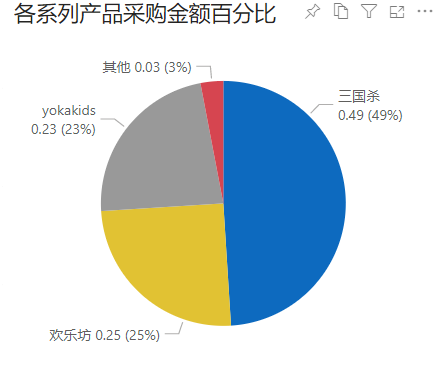 各系列产品采购金额百分比
其他 0.03 (3%)
三国杀
0.49 (49%)
yokakids
0.23 (23%)
欢乐坊 0.25 (25%)